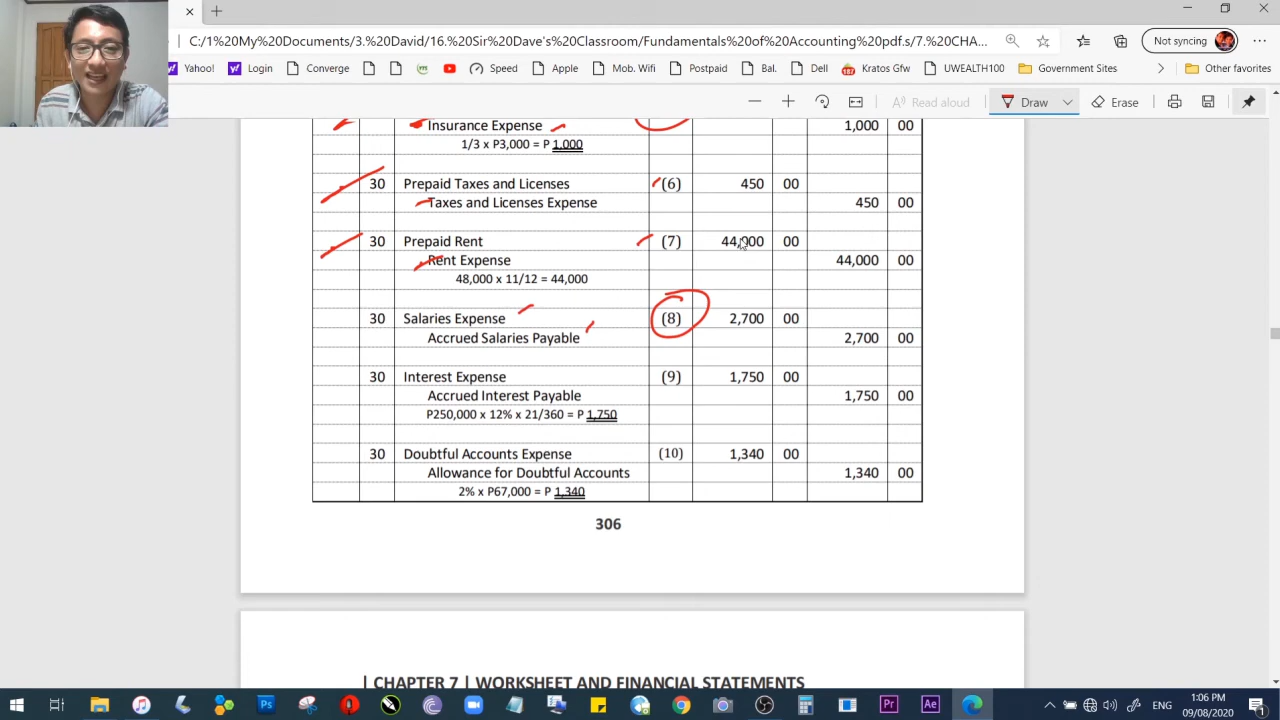 C:/1%20My%20Documents/3.%20David/16.%20Sir%20Dave's%20Classroom/Fundamentals%20of%20Accounting%20pdf.s/7.%20CHA...
Not syncing
Yahoo!
Login
Converge
Speed
Apple
Mob. Wifi
Postpaid
Bal.
Dell
Kratos Gfw
UWEALTH100
Government Sites
Other favorites
Read aloud
Draw
Erase
Insurance Expense 1,000 00
1/3 x P3,000 = P 1,000
30 Prepaid Taxes and Licenses (6) 450 00
Taxes and Licenses Expense 450 00
30 Prepaid Rent (7) 44,000 00
Rent Expense 44,000 00
48,000 x 11/12 = 44,000
30 Salaries Expense (8) 2,700 00
Accrued Salaries Payable 2,700 00
30 Interest Expense (9) 1,750 00
Accrued Interest Payable 1,750 00
P250,000 x 12% x 21/360 = P 1,750
30 Doubtful Accounts Expense (10) 1,340 00
Allowance for Doubtful Accounts 1,340 00
2% x P67,000 = P 1,340
306
| CHAPTER 7 | WORKSHEET AND FINANCIAL STATEMENTS
Ps
Pr
Ae
ENG
1:06 PM
09/08/2020